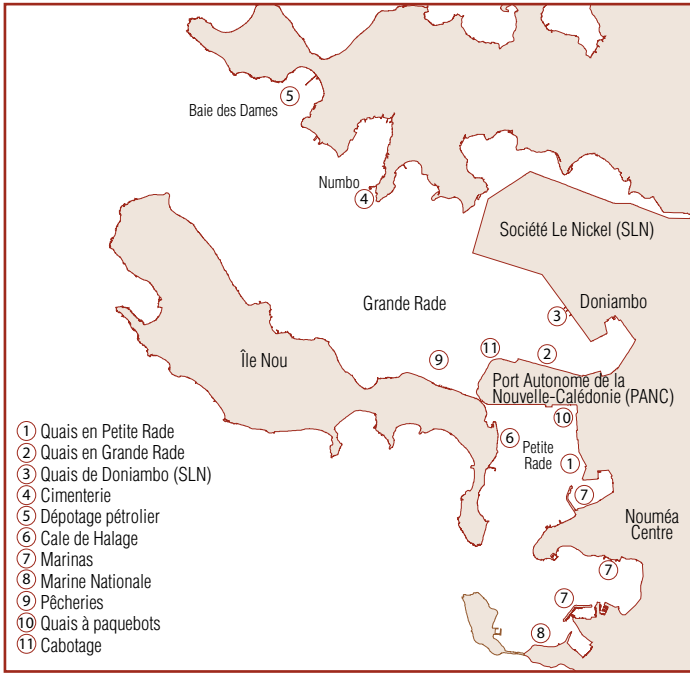 5
Baie des Dames
Numbo
4
Société Le Nickel (SLN)
Doniambo
3
Grande Rade
11
2
9
Île Nou
Port Autonome de la
Nouvelle-Calédonie (PANC)
10
6
Petite
Rade
1
7
Nouméa
Centre
7
7
8
1 Quais en Petite Rade
2 Quais en Grande Rade
3 Quais de Doniambo (SLN)
4 Cimenterie
5 Dépotage pétrolier
6 Cale de Halage
7 Marinas
8 Marine Nationale
9 Pêcheries
10 Quais à paquebots
11 Cabotage